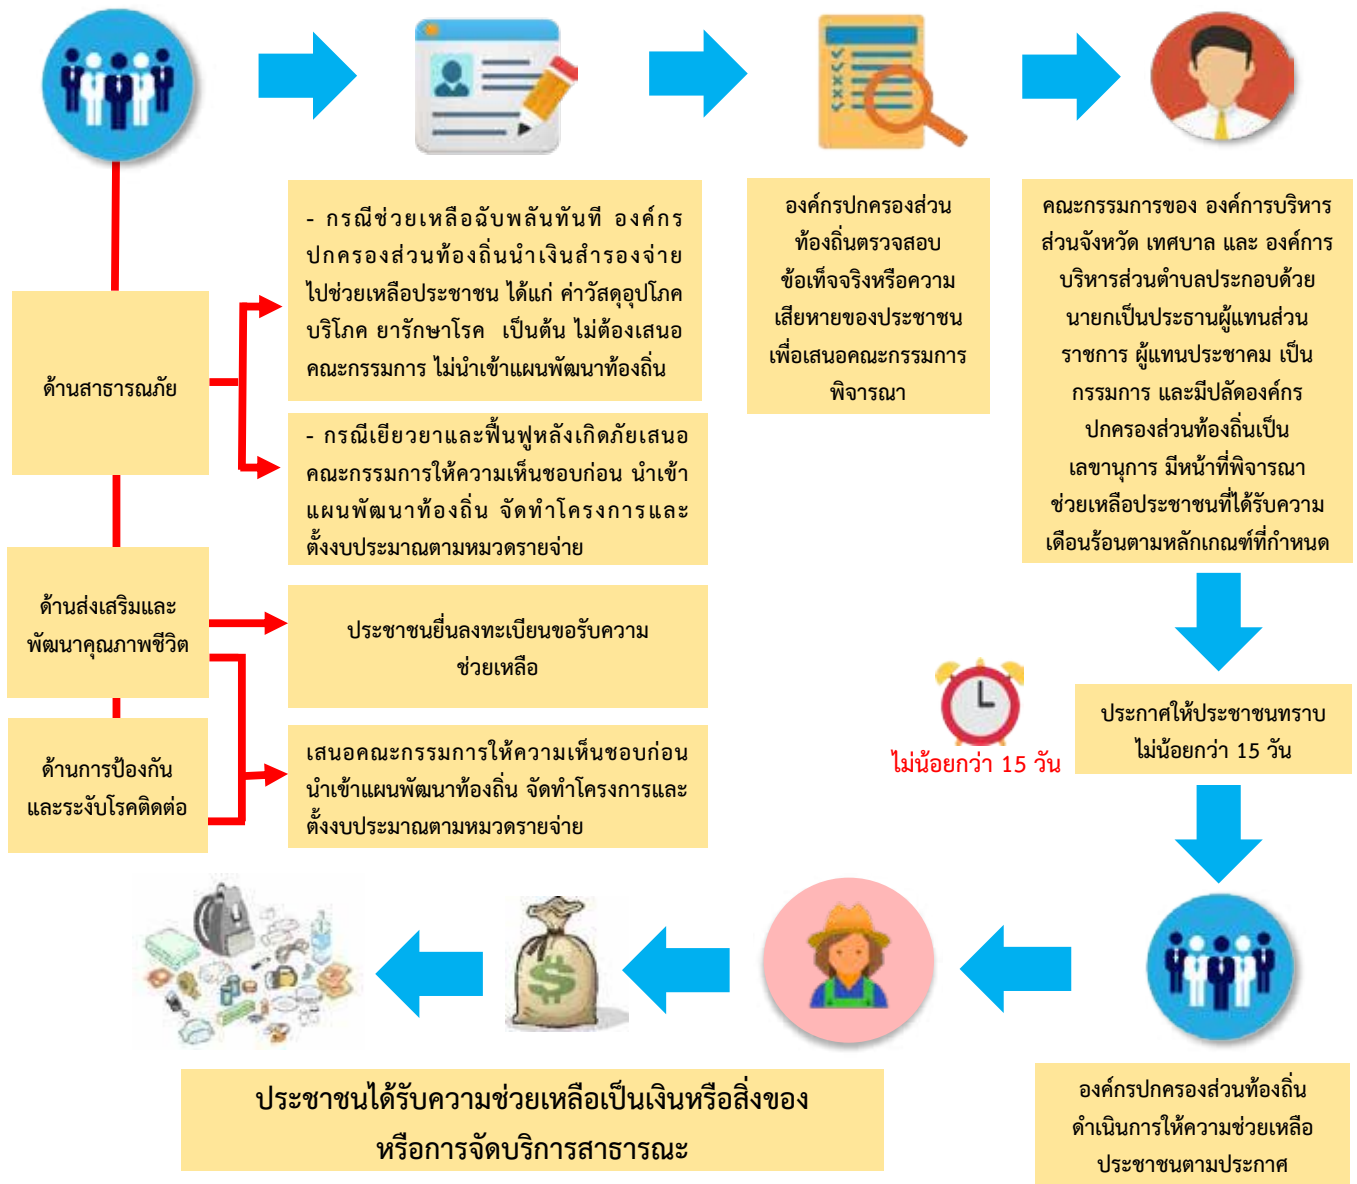 - กรณีช่วยเหลือฉับพลันทันที องค์กร
ปกครองส่วนท้องถิ่นนำเงินสำรองจ่าย
ไปช่วยเหลือประชาชน ได้แก่ ค่าวัสดุอุปโภค
บริโภค ยารักษาโรค เป็นต้น ไม่ต้องเสนอ
คณะกรรมการ ไม่นำเข้าแผนพัฒนาท้องถิ่น
องค์กรปกครองส่วน
ท้องถิ่นตรวจสอบ
ข้อเท็จจริงหรือความ
เสียหายของประชาชน
เพื่อเสนอคณะกรรมการ
พิจารณา
คณะกรรมการของ องค์การบริหาร
ส่วนจังหวัด เทศบาล และ องค์การ
บริหารส่วนตำบลประกอบด้วย
นายกเป็นประธานผู้แทนส่วน
ราชการ ผู้แทนประชาคม เป็น
กรรมการ และมีปลัดองค์กร
ปกครองส่วนท้องถิ่นเป็น
เลขานุการ มีหน้าที่พิจารณา
ช่วยเหลือประชาชนที่ได้รับความ
เดือนร้อนตามหลักเกณฑ์ที่กำหนด
ด้านสาธารณภัย
- กรณีเยียวยาและฟื้นฟูหลังเกิดภัยเสนอ
คณะกรรมการให้ความเห็นชอบก่อน นำเข้า
แผนพัฒนาท้องถิ่น จัดทำโครงการและ
ตั้งงบประมาณตามหมวดรายจ่าย
ด้านส่งเสริมและ
พัฒนาคุณภาพชีวิต
ประชาชนยื่นลงทะเบียนขอรับความ
ช่วยเหลือ
ด้านการป้องกัน
และระงับโรคติดต่อ
เสนอคณะกรรมการให้ความเห็นชอบก่อน
นำเข้าแผนพัฒนาท้องถิ่น จัดทำโครงการและ
ตั้งงบประมาณตามหมวดรายจ่าย
ไม่น้อยกว่า 15 วัน
ประกาศให้ประชาชนทราบ
ไม่น้อยกว่า 15 วัน
องค์กรปกครองส่วนท้องถิ่น
ดำเนินการให้ความช่วยเหลือ
ประชาชนตามประกาศ
ประชาชนได้รับความช่วยเหลือเป็นเงินหรือสิ่งของ
หรือการจัดบริการสาธารณะ